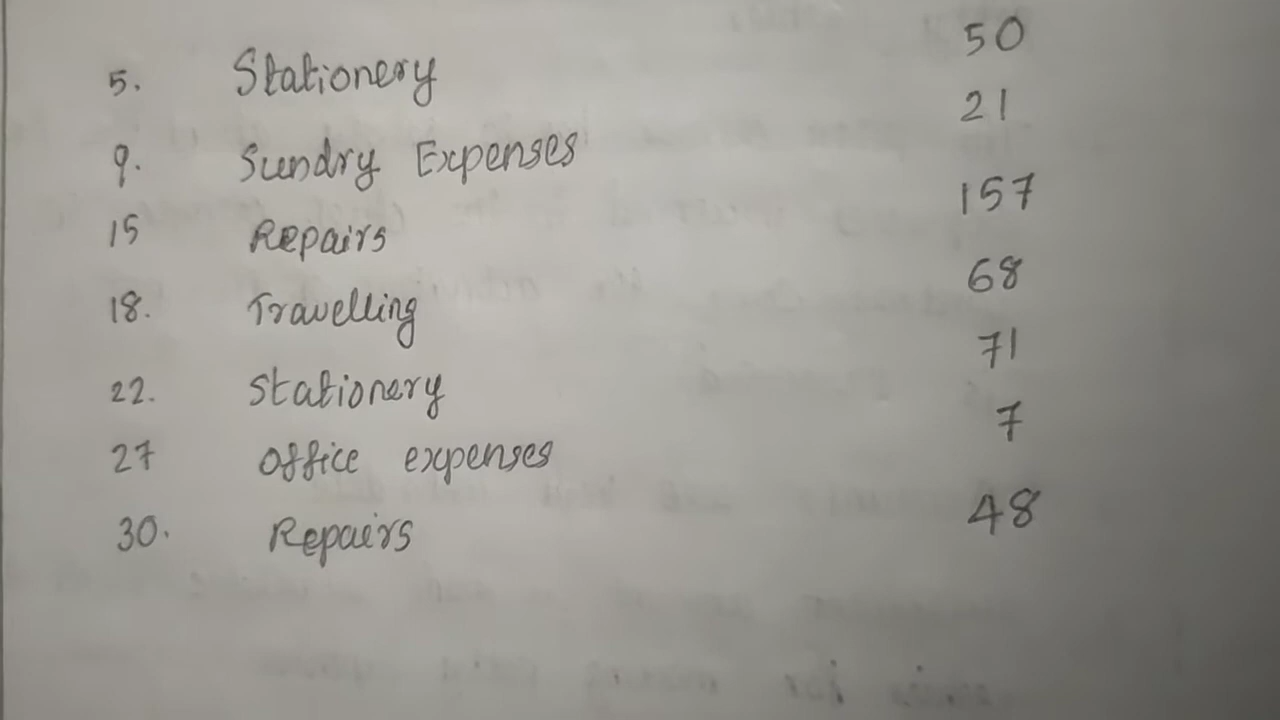 5. Stationery 50
9. Sundry Expenses 21
15 Repairs 157
18. Travelling 68
22. Stationery 71
27 Office expenses 7
30. Repairs 48